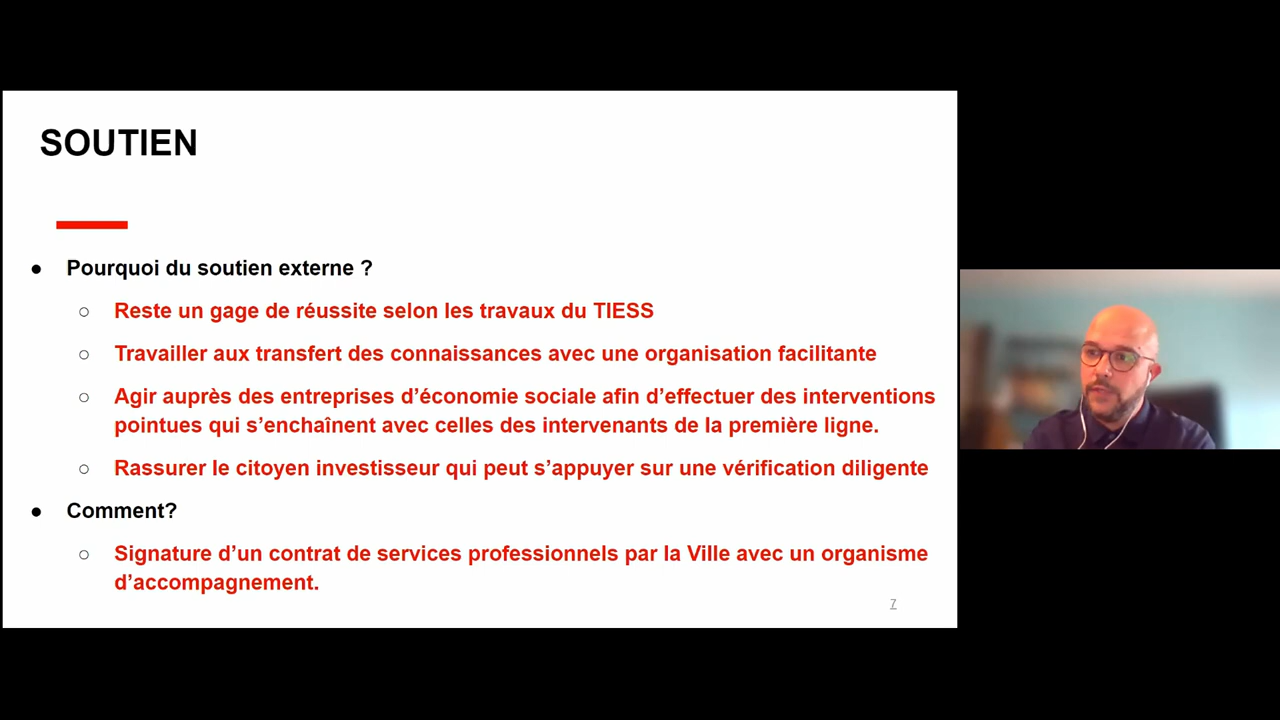 SOUTIEN
● Pourquoi du soutien externe ?
○ Reste un gage de réussite selon les travaux du TIESS
○ Travailler aux transfert des connaissances avec une organisation facilitante
○ Agir auprès des entreprises d’économie sociale afin d’effectuer des interventions
pointues qui s’enchaînent avec celles des intervenants de la première ligne.
○ Rassurer le citoyen investisseur qui peut s’appuyer sur une vérification diligente
● Comment?
○ Signature d’un contrat de services professionnels par la Ville avec un organisme
d’accompagnement.
7